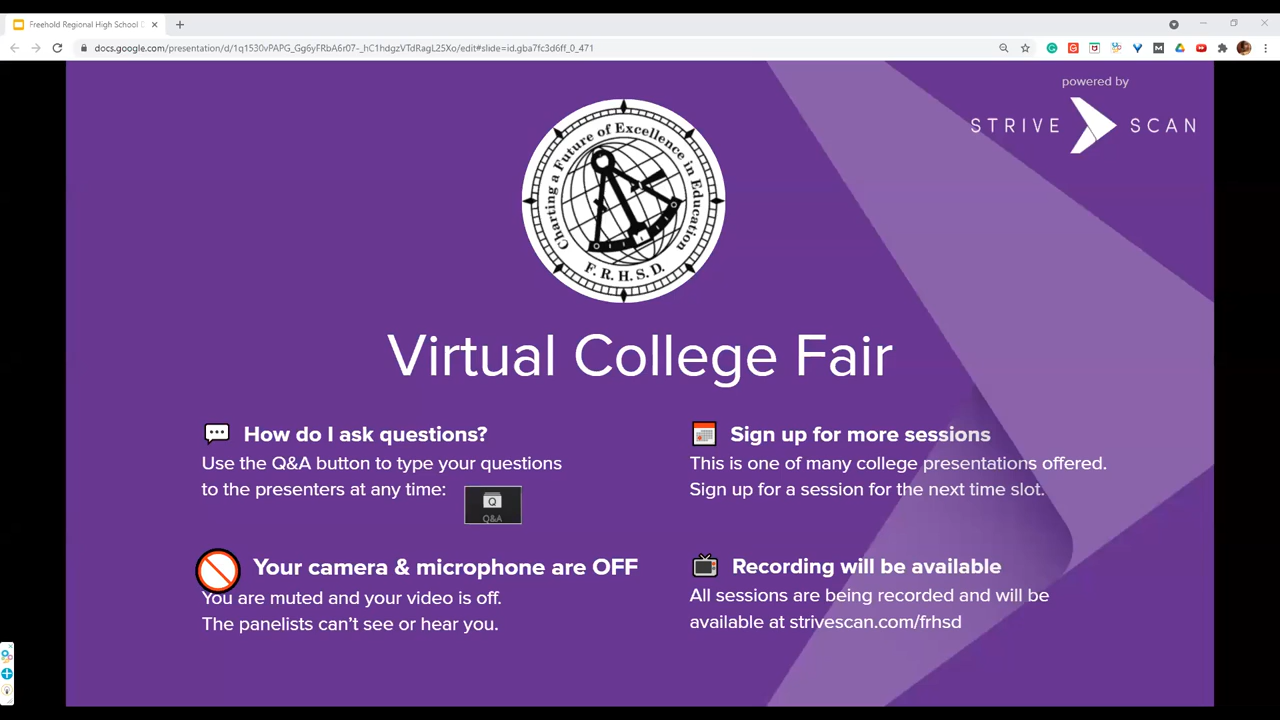 Freehold Regional High School D
docs.google.com/presentation/d/1q1530vPAPG_Gg6yFRbA6r07-_hC1hdgzVTdRagL25Xo/edit#slide=id.gba7fc3d6ff_0_471
powered by
STRIVE SCAN
Charting a Future of Excellence in Education
F. R. H. S. D.
Virtual College Fair
How do I ask questions?
Use the Q&A button to type your questions
to the presenters at any time:
Q
Q&A
Sign up for more sessions
This is one of many college presentations offered.
Sign up for a session for the next time slot.
Your camera & microphone are OFF
You are muted and your video is off.
The panelists can’t see or hear you.
Recording will be available
All sessions are being recorded and will be
available at strivescan.com/frhsd